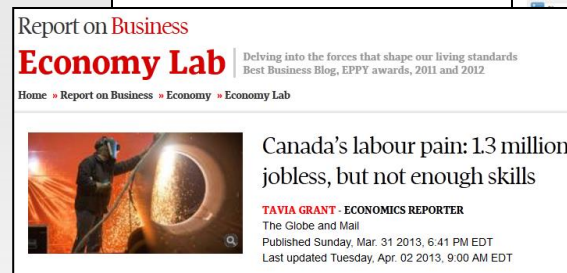 Report on Business
Economy Lab
Delving into the forces that shape our living standards
Best Business Blog, EPPY awards, 2011 and 2012
Home » Report on Business » Economy » Economy Lab
Canada’s labour pain: 1.3 million
jobless, but not enough skills
TAVIA GRANT - ECONOMICS REPORTER
The Globe and Mail
Published Sunday, Mar. 31 2013, 6:41 PM EDT
Last updated Tuesday, Apr. 02 2013, 9:00 AM EDT